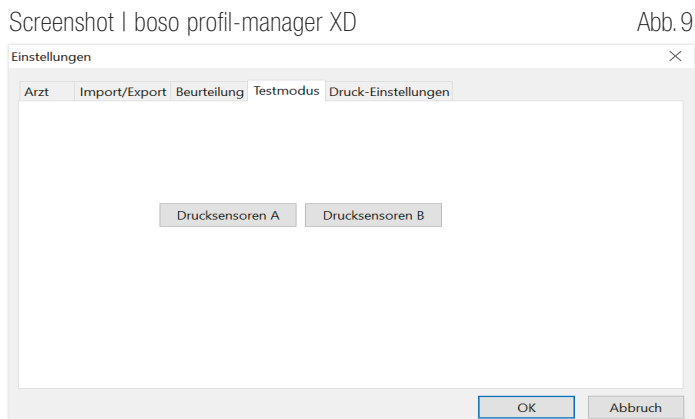 Screenshot | boso profil-manager XD Abb. 9
Einstellungen
Arzt Import/Export Beurteilung Testmodus Druck-Einstellungen
Drucksensoren A Drucksensoren B
OK Abbruch